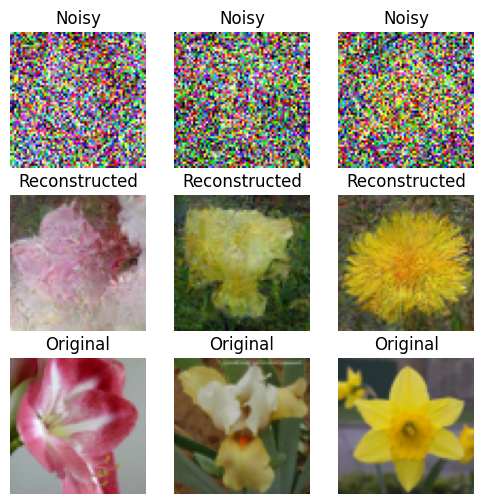 Noisy Noisy Noisy
Reconstructed Reconstructed Reconstructed
Original Original Original